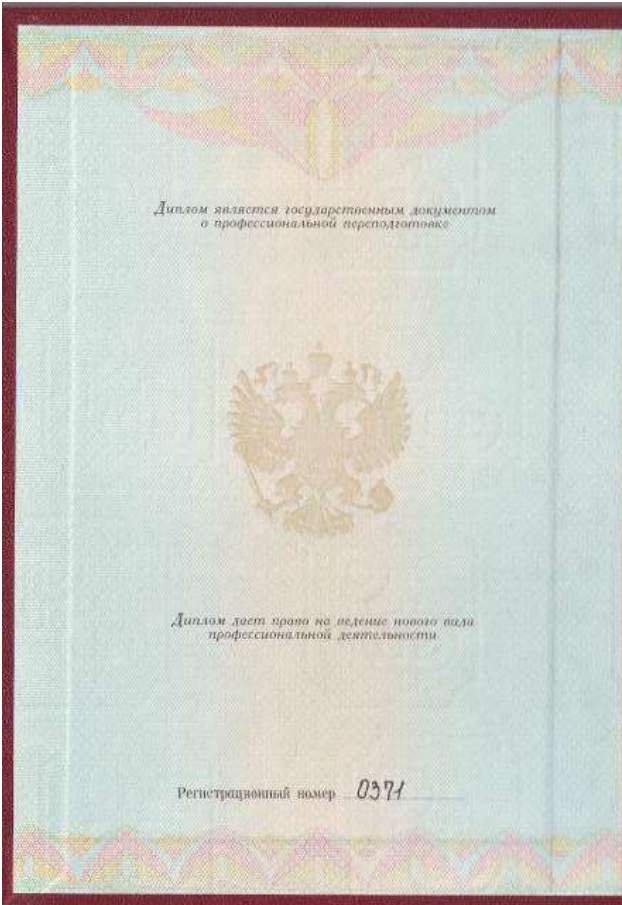 Диплом является государственным документом
о профессиональной переподготовке
Диплом дает право на ведение нового вида
профессиональной деятельности
Регистрационный номер 0371